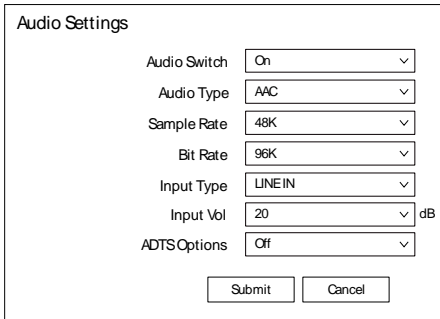 Audio Settings
Audio Switch On
Audio Type AAC
Sample Rate 48K
Bit Rate 96K
Input Type LINE IN
Input Vol 20 dB
ADTS Options Off
Submit Cancel